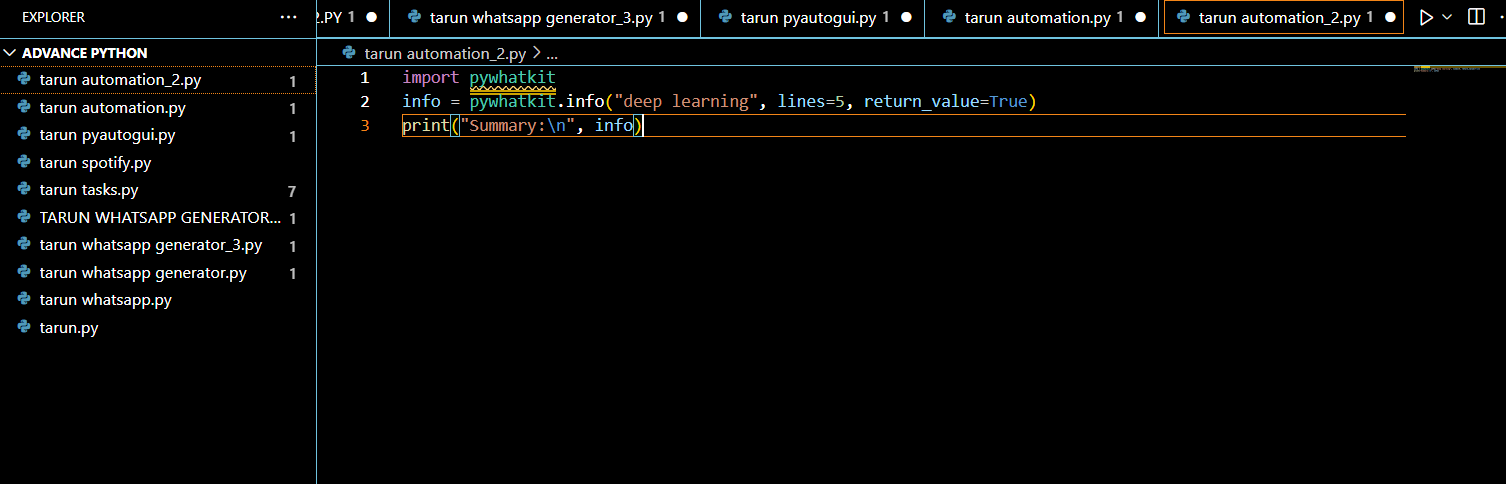 EXPLORER ...
2.PY 1
tarun whatsapp generator_3.py 1
tarun pyautogui.py 1
tarun automation.py 1
tarun automation_2.py 1
ADVANCE PYTHON
tarun automation_2.py 1
tarun automation.py 1
tarun pyautogui.py 1
tarun spotify.py
tarun tasks.py 7
TARUN WHATSAPP GENERATOR... 1
tarun whatsapp generator_3.py 1
tarun whatsapp generator.py 1
tarun whatsapp.py
tarun.py
tarun automation_2.py > ...
1 import pywhatkit
2 info = pywhatkit.info("deep learning", lines=5, return_value=True)
3 print("Summary:\n", info)